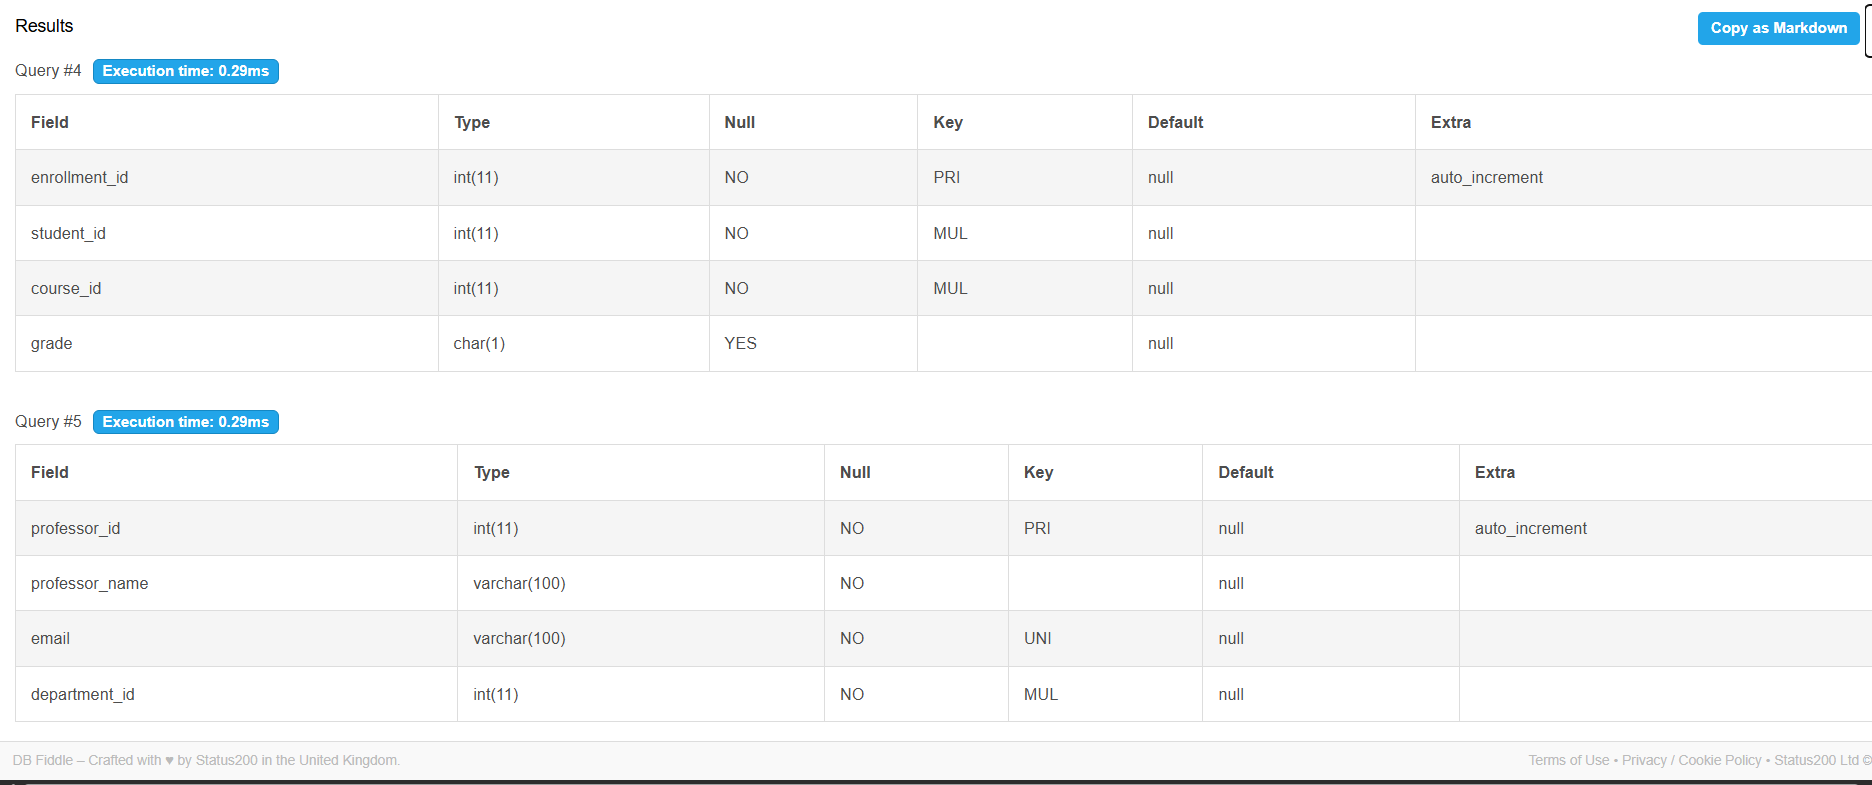 Results
Copy as Markdown
Query #4 Execution time: 0.29ms
Field Type Null Key Default Extra
enrollment_id int(11) NO PRI null auto_increment
student_id int(11) NO MUL null
course_id int(11) NO MUL null
grade char(1) YES null
Query #5 Execution time: 0.29ms
Field Type Null Key Default Extra
professor_id int(11) NO PRI null auto_increment
professor_name varchar(100) NO null
email varchar(100) NO UNI null
department_id int(11) NO MUL null
DB Fiddle – Crafted with ♥ by Status200 in the United Kingdom.
Terms of Use • Privacy / Cookie Policy • Status200 Ltd ©